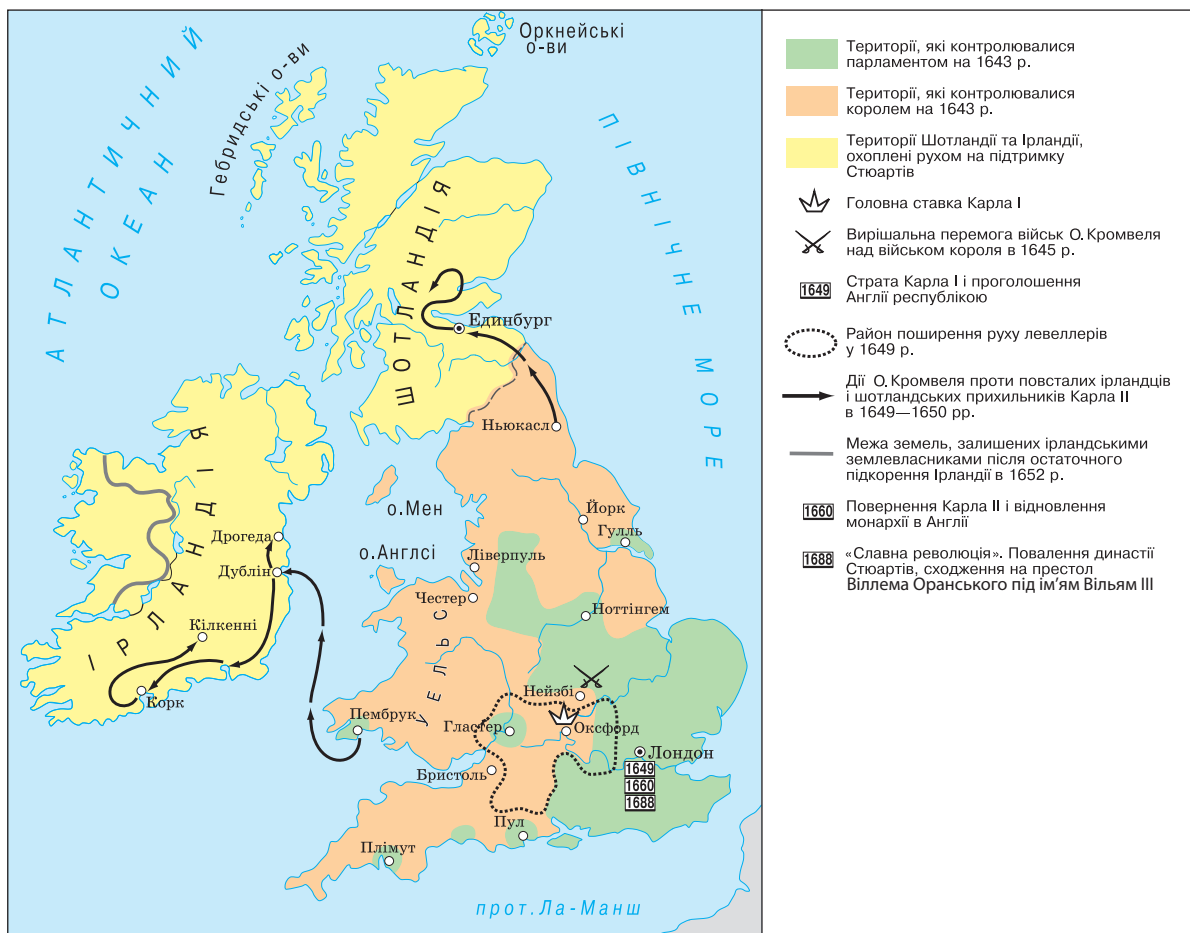 Оркнейські
о-ви
Гебридські о-ви
АТЛАНТИЧНИЙ
ОКЕАН
ПІВНІЧНЕ МОРЕ
ШОТЛАНДІЯ
Единбург
Ньюкасл
ІРЛАНДІЯ
о.Мен
Йорк
Гулль
Дрогеда
о.Англсі
Ліверпуль
Дублін
Честер
Ноттінгем
Кілкенні
УЕЛЬС
Нейзбі
Корк
Пембрук
Гластер
Оксфорд
Лондон
Бристоль
1649
1660
1688
Пул
Плімут
прот.Ла-Манш
Території, які контролювалися
парламентом на 1643 р.
Території, які контролювалися
королем на 1643 р.
Території Шотландії та Ірландії,
охоплені рухом на підтримку
Стюартів
Головна ставка Карла І
Вирішальна перемога військ О.Кромвеля
над військом короля в 1645 р.
1649
Страта Карла І і проголошення
Англії республікою
Район поширення руху левеллерів
у 1649 р.
Дії О.Кромвеля проти повсталих ірландців
і шотландських прихильників Карла ІІ
в 1649—1650 рр.
Межа земель, залишених ірландськими
землевласниками після остаточного
підкорення Ірландії в 1652 р.
1660
Повернення Карла ІІ і відновлення
монархії в Англії
1688
«Славна революція». Повалення династії
Стюартів, сходження на престол
Віллема Оранського під ім’ям Вільям ІІІ